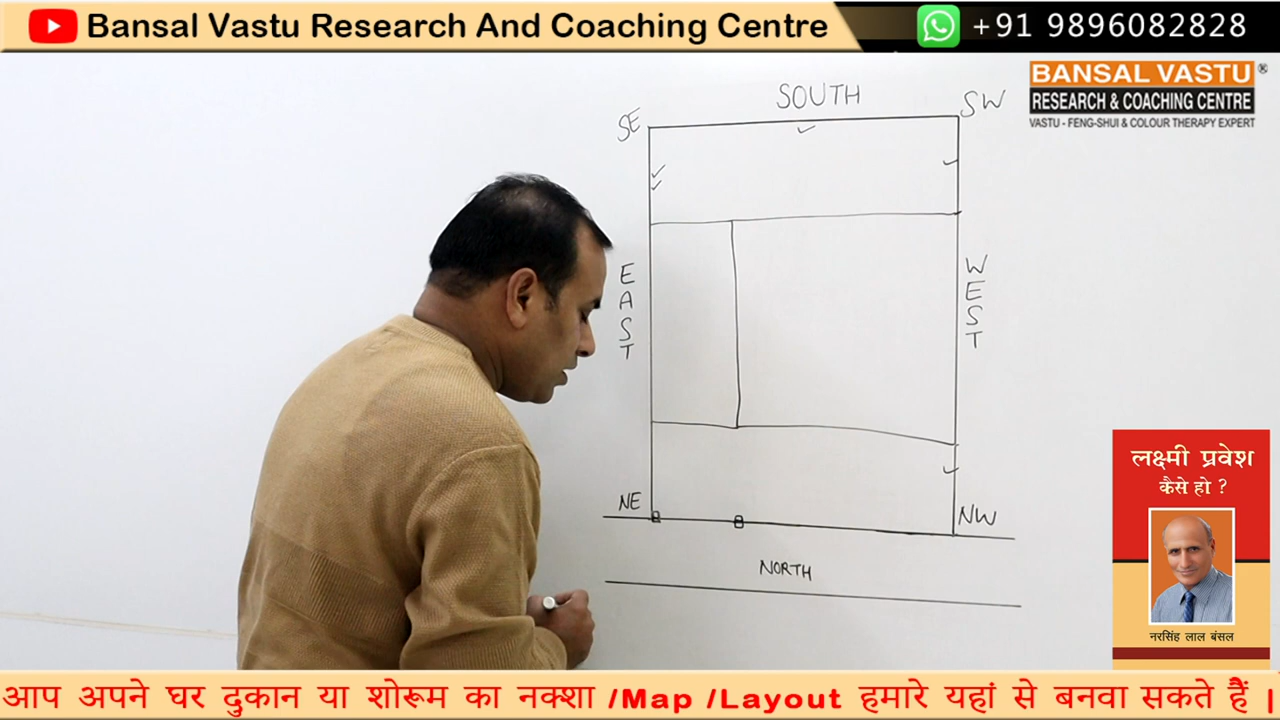 Bansal Vastu Research And Coaching Centre
+91 9896082828
BANSAL VASTU®
RESEARCH & COACHING CENTRE
VASTU - FENG-SHUI & COLOUR THERAPY EXPERT
SOUTH
SE
SW
EAST
WEST
NE
NW
NORTH
लक्ष्मी प्रवेश
कैसे हो ?
नरसिंह लाल बंसल
आप अपने घर दुकान या शोरूम का नक्शा /Map /Layout हमारे यहां से बनवा सकते हैं |